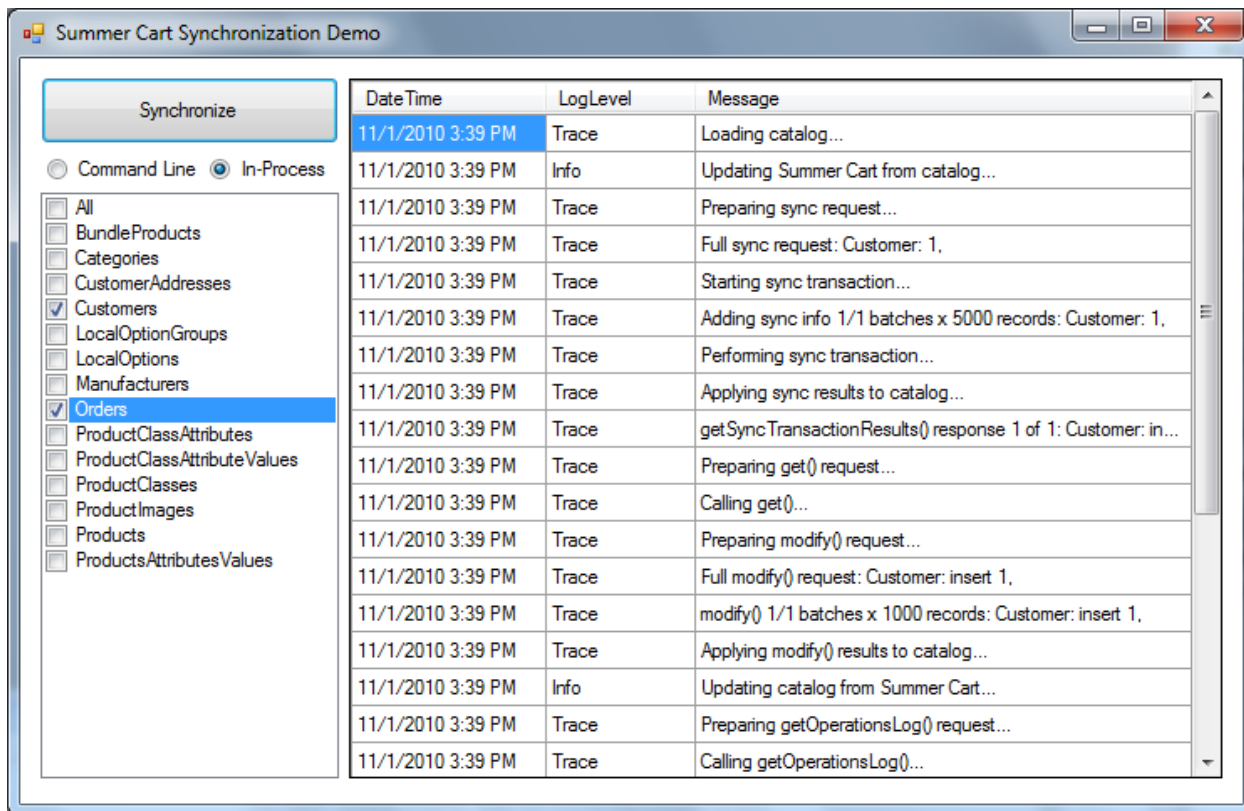 Summer Cart Synchronization Demo
Synchronize
Command Line In-Process
All
BundleProducts
Categories
CustomerAddresses
Customers
LocalOptionGroups
LocalOptions
Manufacturers
Orders
ProductClassAttributes
ProductClassAttributeValues
ProductClasses
ProductImages
Products
ProductsAttributesValues
DateTime LogLevel Message
11/1/2010 3:39 PM Trace Loading catalog...
11/1/2010 3:39 PM Info Updating Summer Cart from catalog...
11/1/2010 3:39 PM Trace Preparing sync request...
11/1/2010 3:39 PM Trace Full sync request: Customer: 1,
11/1/2010 3:39 PM Trace Starting sync transaction...
11/1/2010 3:39 PM Trace Adding sync info 1/1 batches x 5000 records: Customer: 1,
11/1/2010 3:39 PM Trace Performing sync transaction...
11/1/2010 3:39 PM Trace Applying sync results to catalog...
11/1/2010 3:39 PM Trace getSyncTransactionResults() response 1 of 1: Customer: in...
11/1/2010 3:39 PM Trace Preparing get() request...
11/1/2010 3:39 PM Trace Calling get()...
11/1/2010 3:39 PM Trace Preparing modify() request...
11/1/2010 3:39 PM Trace Full modify() request: Customer: insert 1,
11/1/2010 3:39 PM Trace modify() 1/1 batches x 1000 records: Customer: insert 1,
11/1/2010 3:39 PM Trace Applying modify() results to catalog...
11/1/2010 3:39 PM Info Updating catalog from Summer Cart...
11/1/2010 3:39 PM Trace Preparing getOperationsLog() request...
11/1/2010 3:39 PM Trace Calling getOperationsLog()...